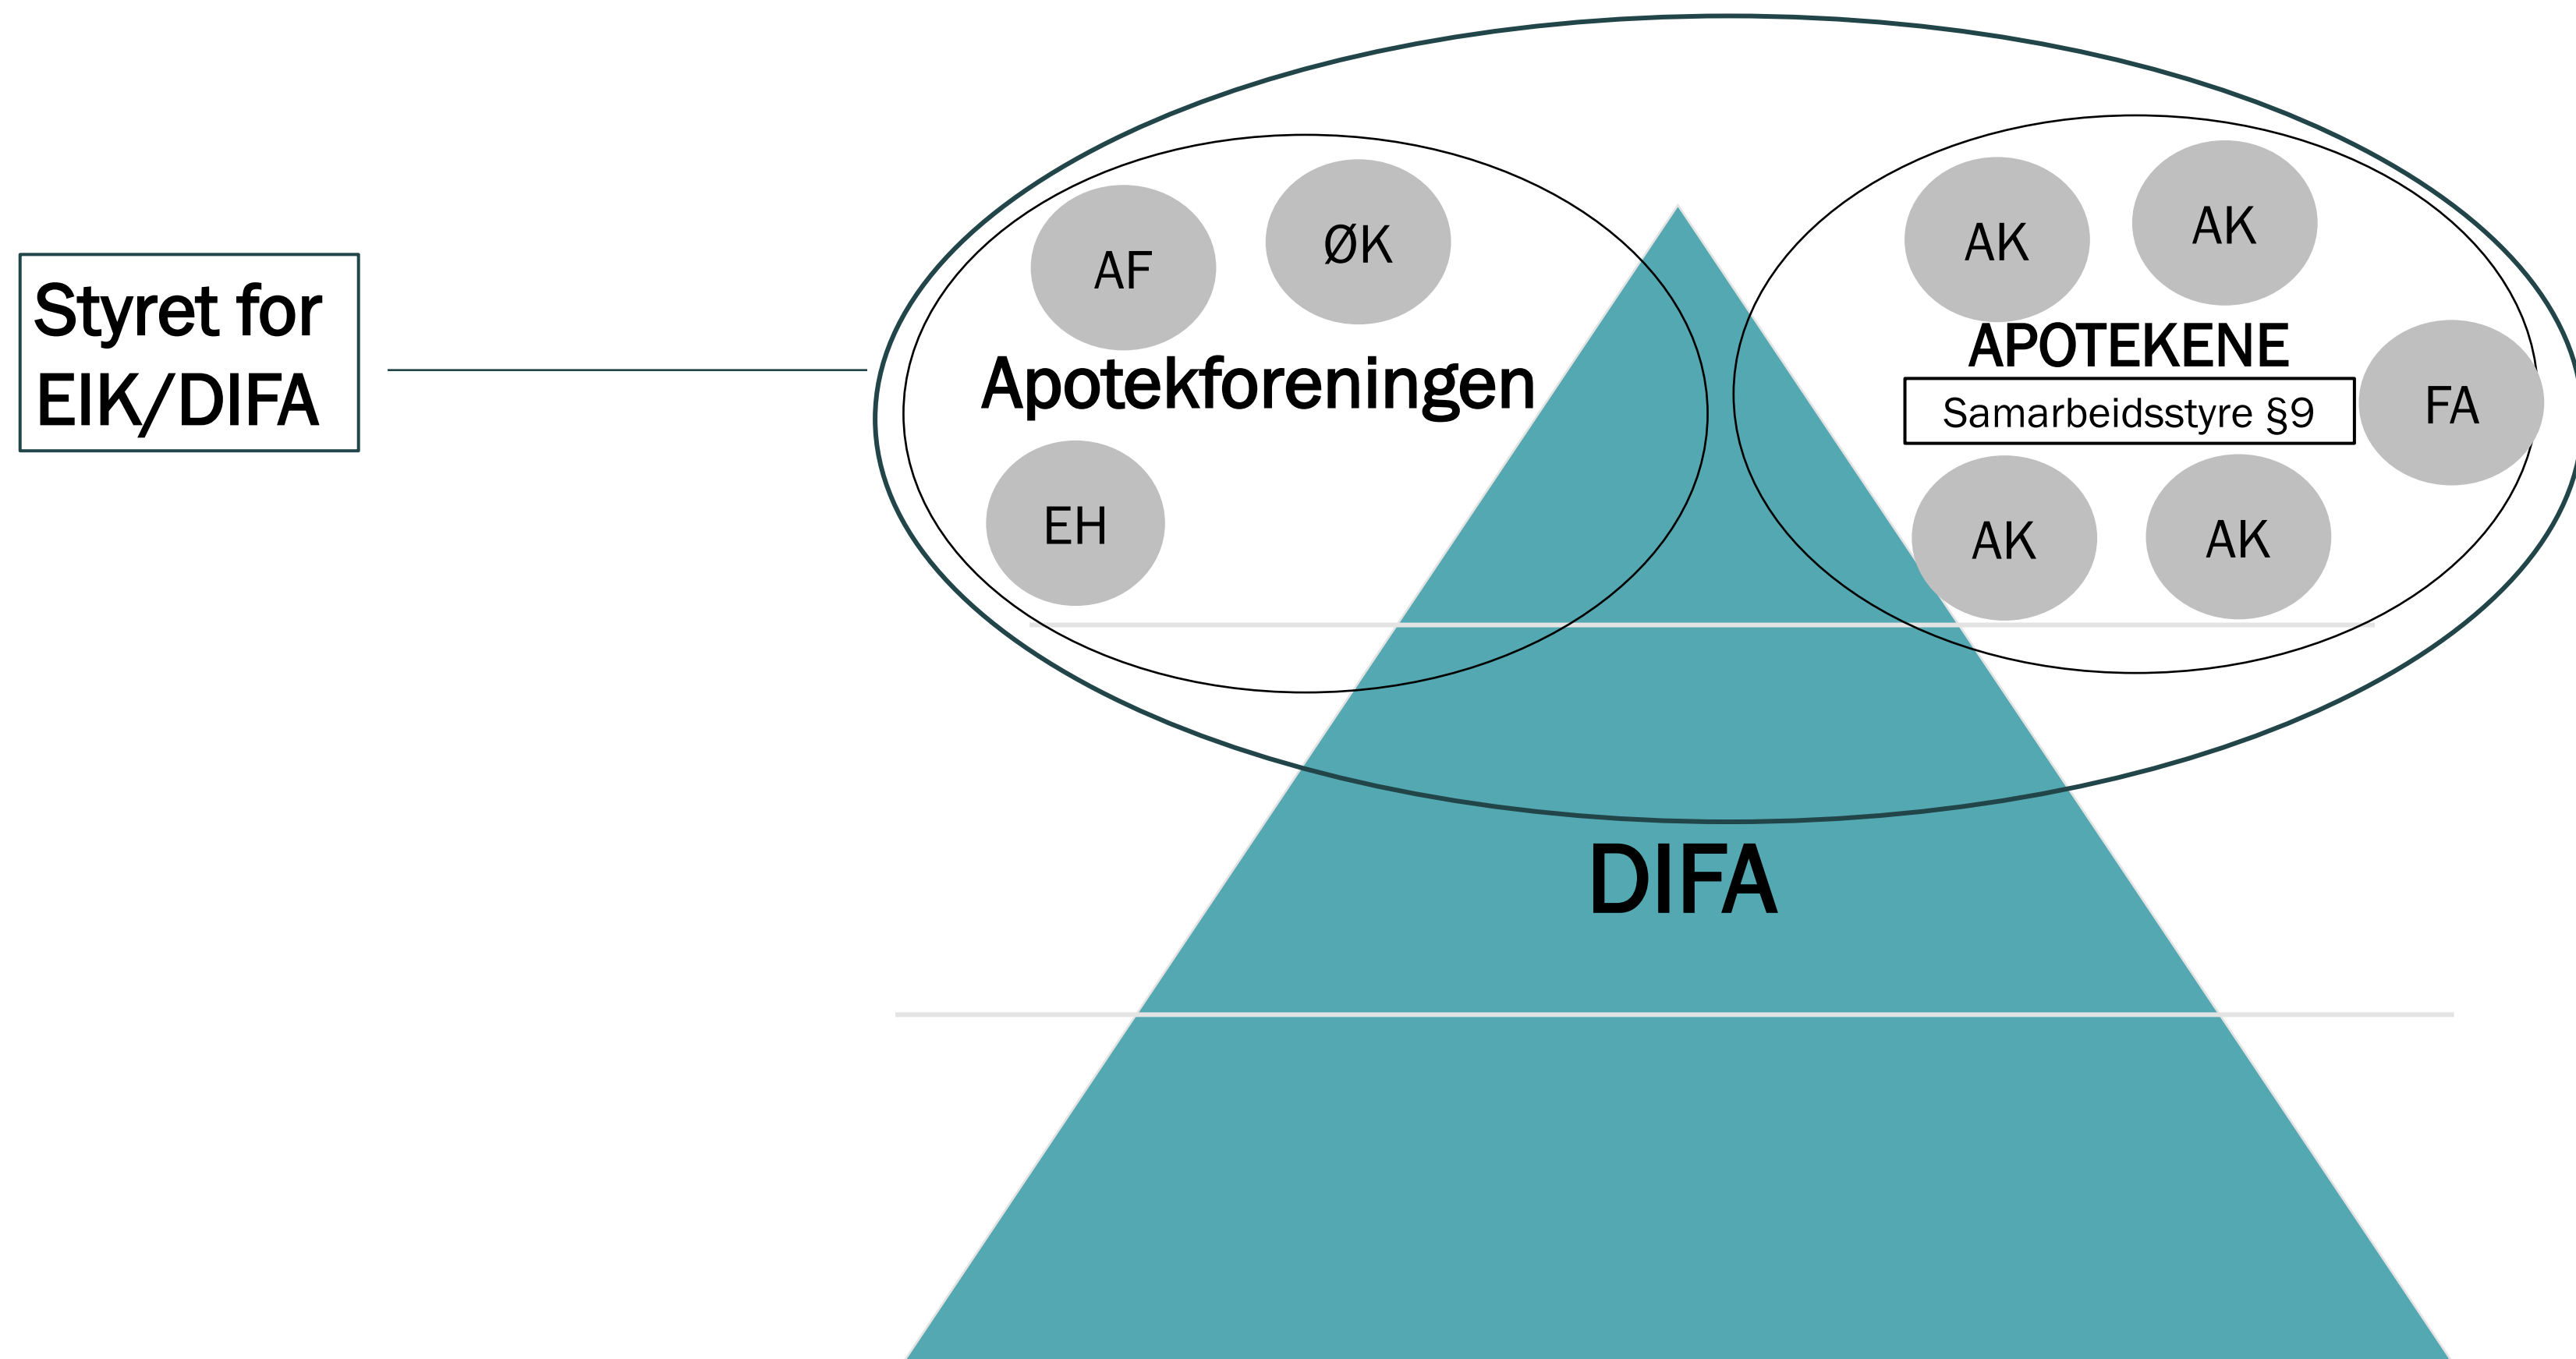 Styret for
EIK/DIFA
AF
ØK
Apotekforeningen
EH
AK
AK
APOTEKENE
Samarbeidsstyre §9
FA
AK
AK
DIFA